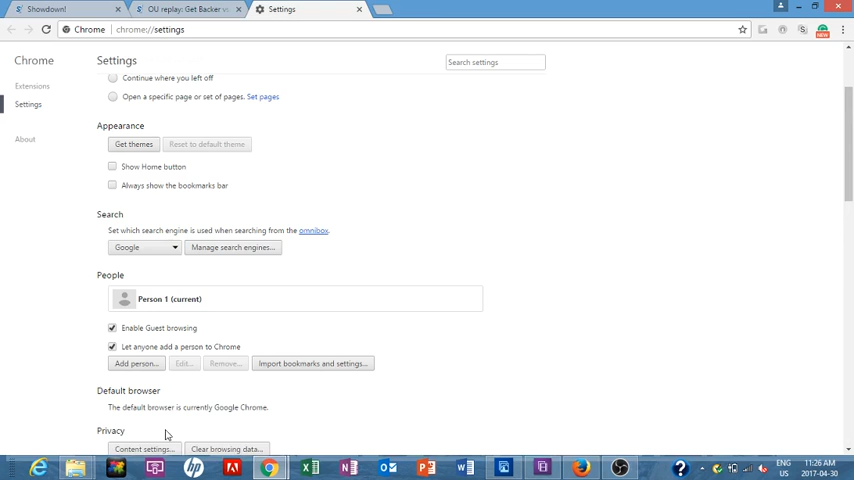 Showdown!
OU replay: Get Backer v
Settings
Chrome
chrome://settings
NEW
Chrome
Settings
Search settings
Continue where you left off
Extensions
Settings
Open a specific page or set of pages. Set pages
Appearance
About
Get themes
Reset to default theme
Show Home button
Always show the bookmarks bar
Search
Set which search engine is used when searching from the omnibox.
Google
Manage search engines...
People
Person 1 (current)
Enable Guest browsing
Let anyone add a person to Chrome
Add person...
Edit...
Remove...
Import bookmarks and settings...
Default browser
The default browser is currently Google Chrome.
Privacy
Content settings...
Clear browsing data...
ENG
US
11:26 AM
2017-04-30